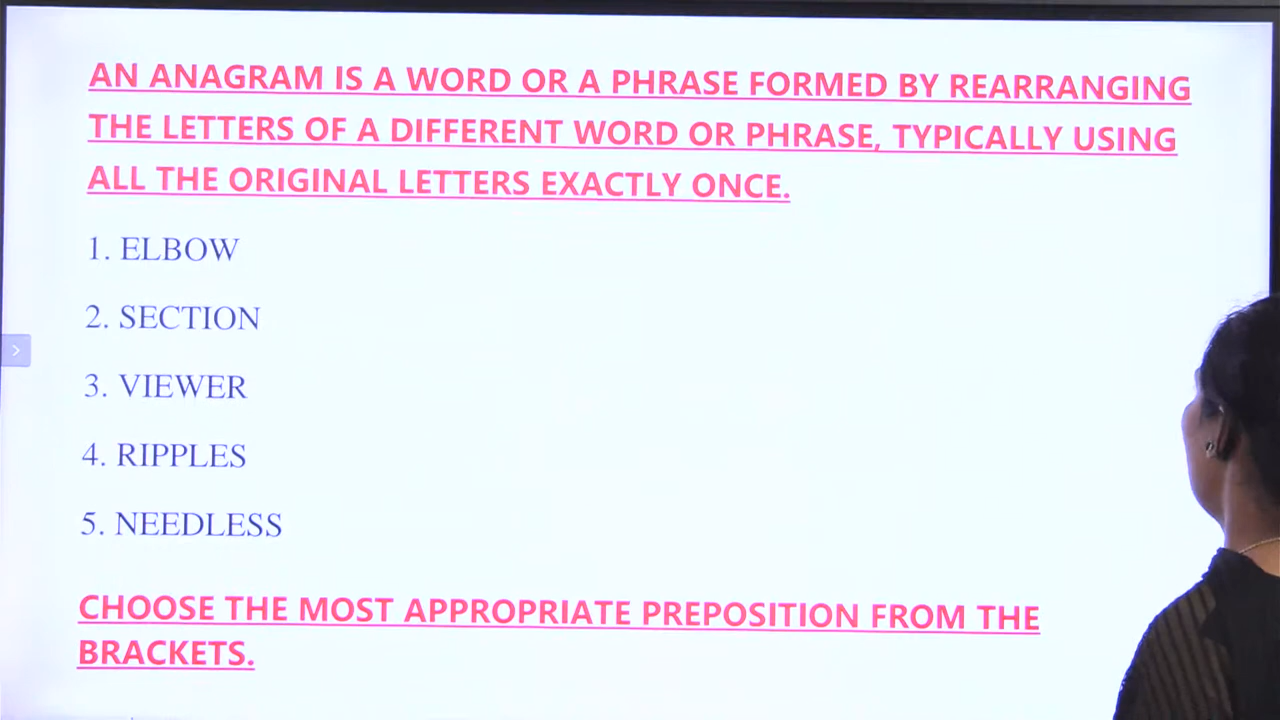 AN ANAGRAM IS A WORD OR A PHRASE FORMED BY REARRANGING
THE LETTERS OF A DIFFERENT WORD OR PHRASE, TYPICALLY USING
ALL THE ORIGINAL LETTERS EXACTLY ONCE.
1. ELBOW
2. SECTION
3. VIEWER
4. RIPPLES
5. NEEDLESS
CHOOSE THE MOST APPROPRIATE PREPOSITION FROM THE
BRACKETS.